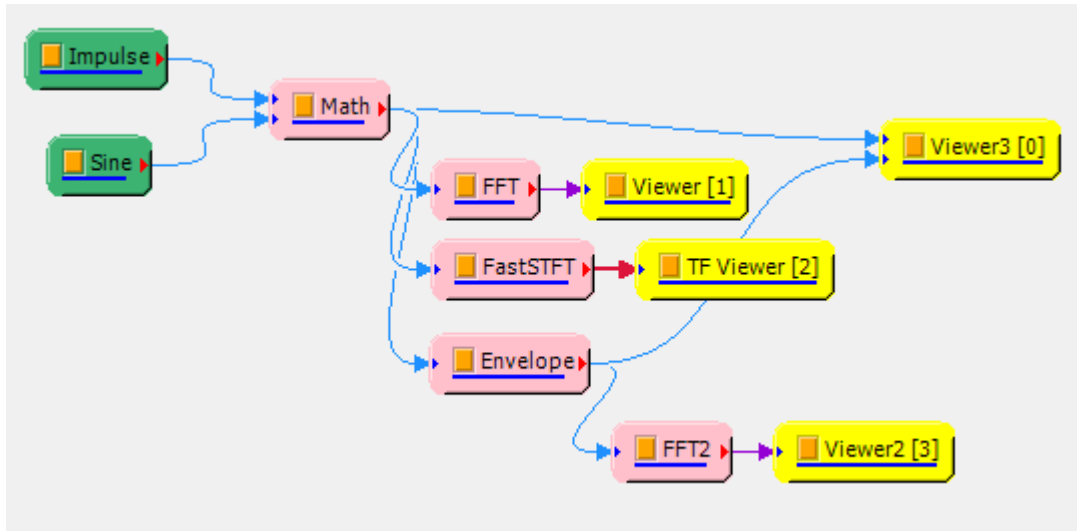 Impulse
Math
Sine
Viewer3 [0]
FFT
Viewer [1]
FastSTFT
TF Viewer [2]
Envelope
FFT2
Viewer2 [3]